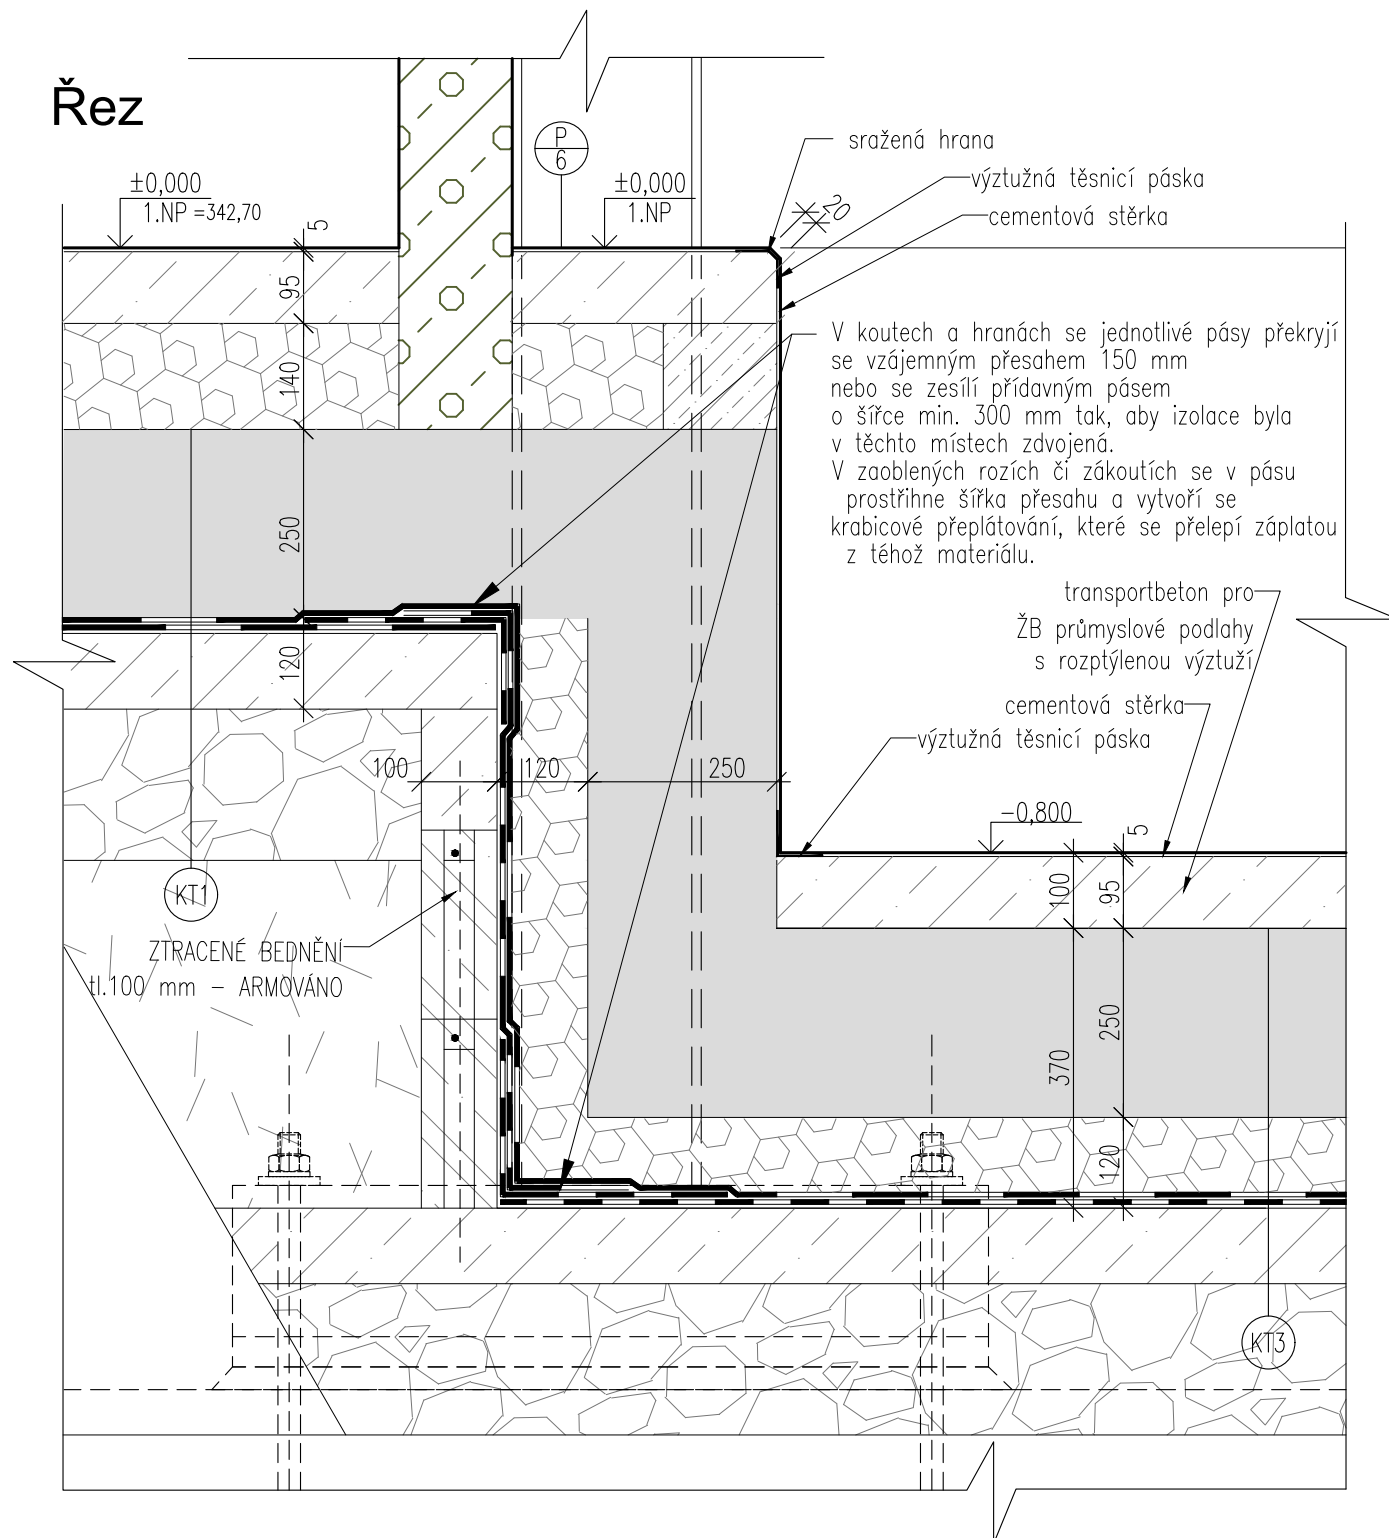 Řez
P
6
±0,000
1.NP =342,70
±0,000
1.NP
5
20
sražená hrana
výztužná těsnicí páska
cementová stěrka
95
140
250
120
V koutech a hranách se jednotlivé pásy překryjí
se vzájemným přesahem 150 mm
nebo se zesílí přídavným pásem
o šířce min. 300 mm tak, aby izolace byla
v těchto místech zdvojená.
V zaoblených rozích či zákoutích se v pásu
prostřihne šířka přesahu a vytvoří se
krabicové přeplátování, které se přelepí záplatou
z téhož materiálu.
transportbeton pro
ŽB průmyslové podlahy
s rozptýlenou výztuží
cementová stěrka
výztužná těsnicí páska
100
120
250
-0,800
5
100
95
KT1
ZTRACENÉ BEDNĚNÍ
tl.100 mm - ARMOVÁNO
250
370
120
KT3